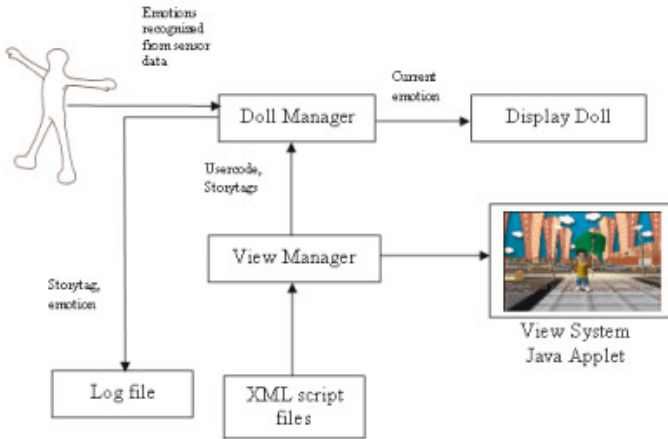 Emotions
recognized
from sensor
data
Current
emotion
Doll Manager
Display Doll
Usercode,
Storytags
View Manager
Storytag,
emotion
View System
Java Applet
Log file
XML script
files